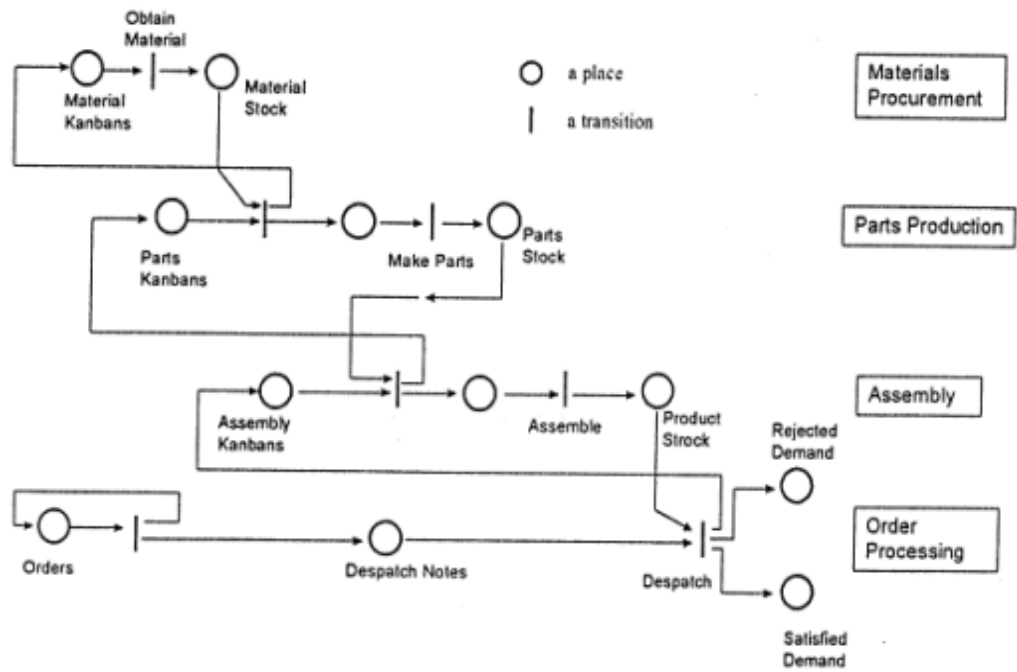 Obtain
Material
Material
Kanbans
Material
Stock
a place
a transition
Materials
Procurement
Parts
Kanbans
Make Parts
Parts
Stock
Parts Production
Assembly
Kanbans
Assemble
Product
Strock
Assembly
Rejected
Demand
Orders
Despatch Notes
Despatch
Order
Processing
Satisfied
Demand